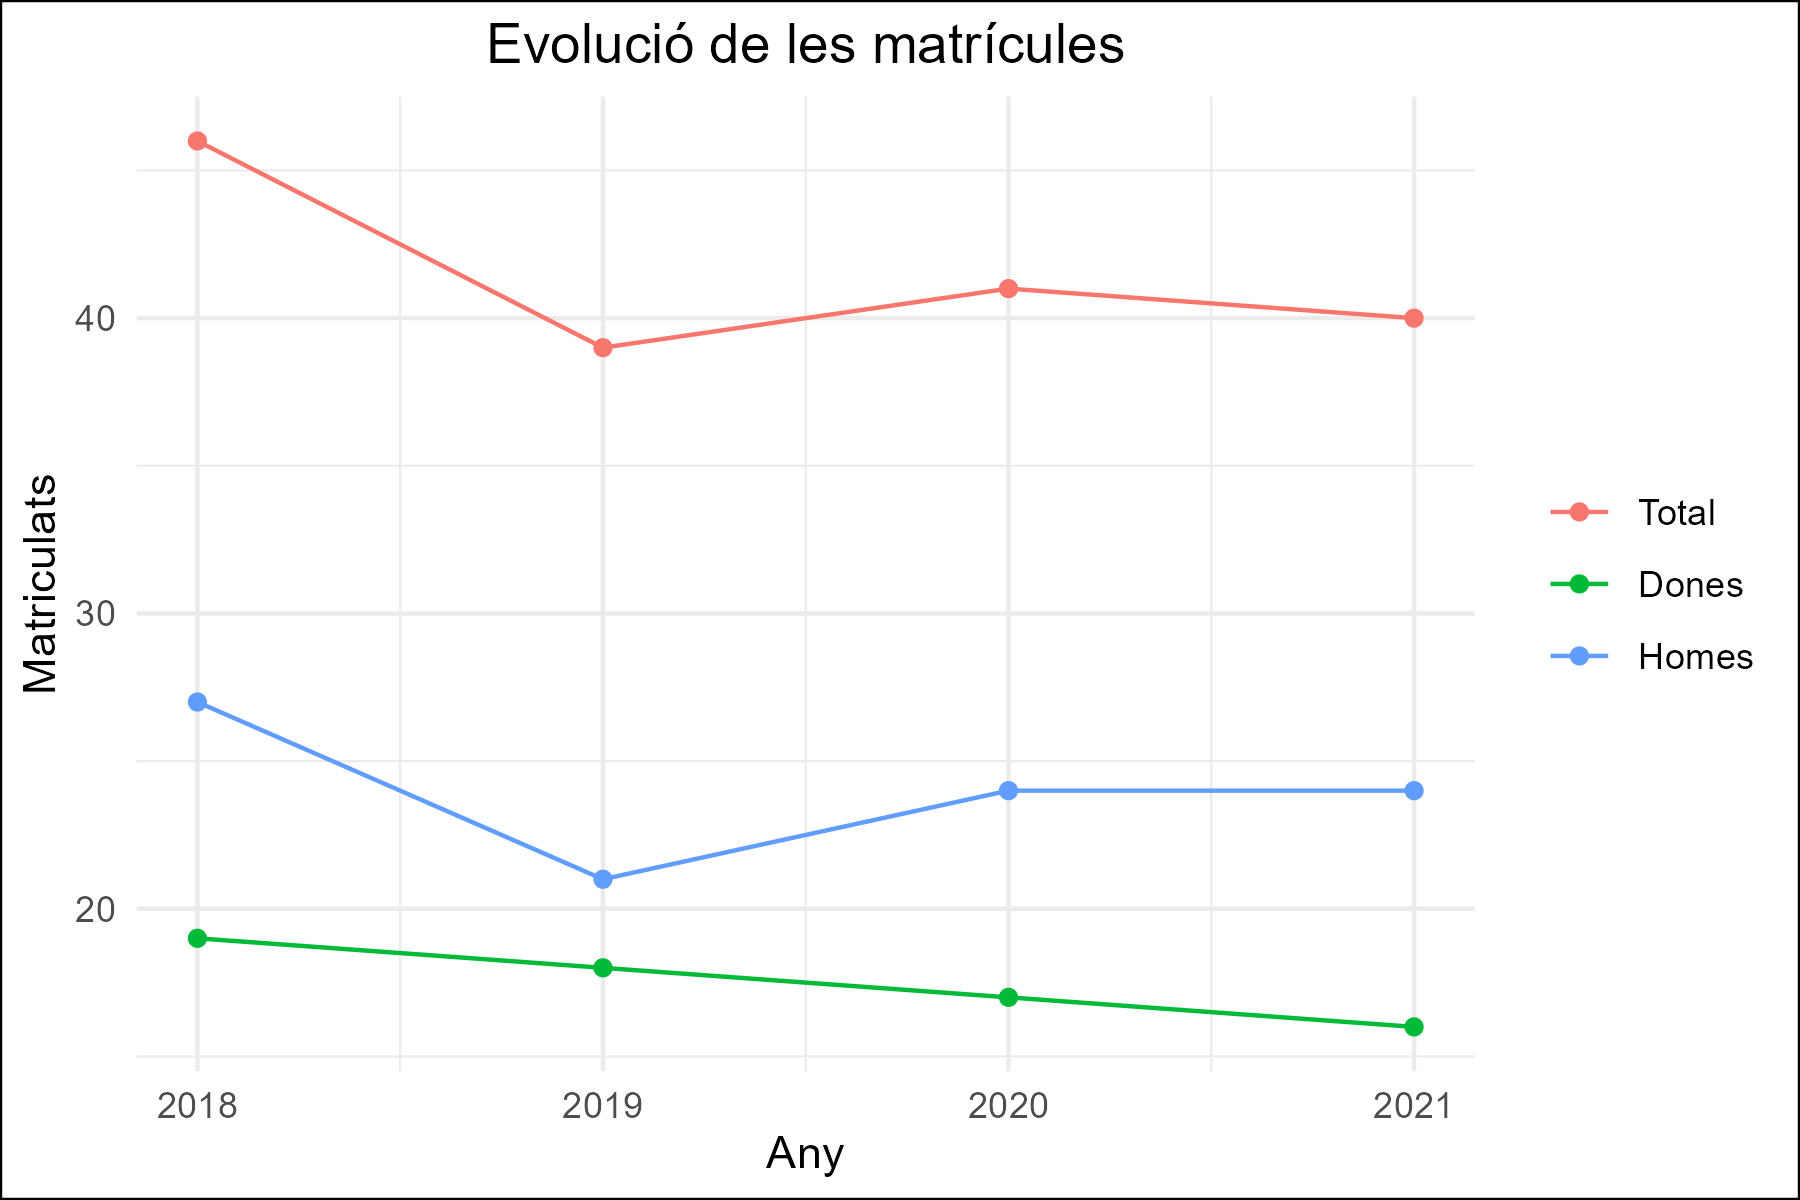 Evolució de les matrícules
Matriculats
40
30
20
2018
2019
2020
2021
Any
Total
Dones
Homes